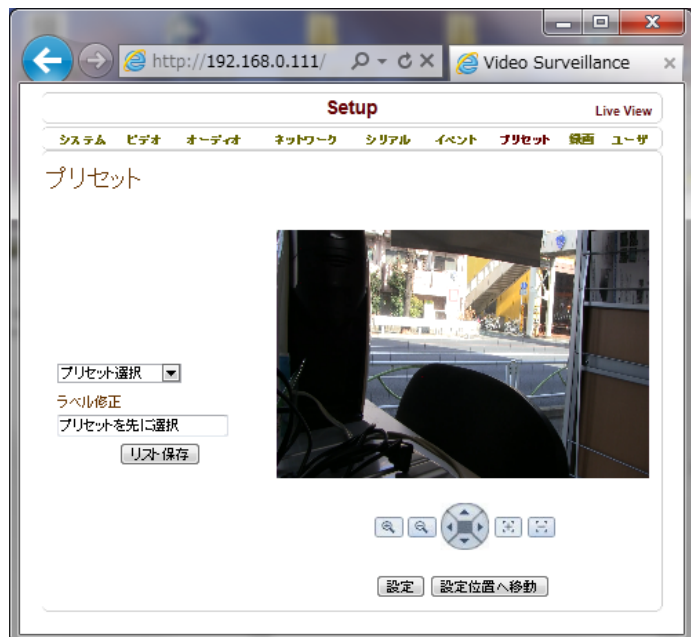 http://192.168.0.111/
Video Surveillance
Setup
Live View
システム ビデオ オーディオ ネットワーク シリアル イベント プリセット 録画 ユーザ
プリセット
プリセット選択
ラベル修正
プリセットを先に選択
リスト保存
設定 設定位置へ移動